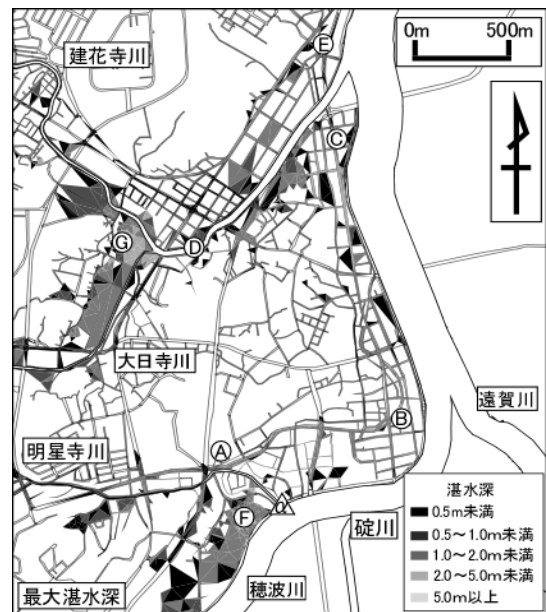 建花寺川
0m 500m
E
C
G
D
大日寺川
遠賀川
B
明星寺川
A
F
α
碇川
穂波川
最大湛水深
湛水深
0.5m未満
0.5～1.0m未満
1.0～2.0m未満
2.0～5.0m未満
5.0m以上